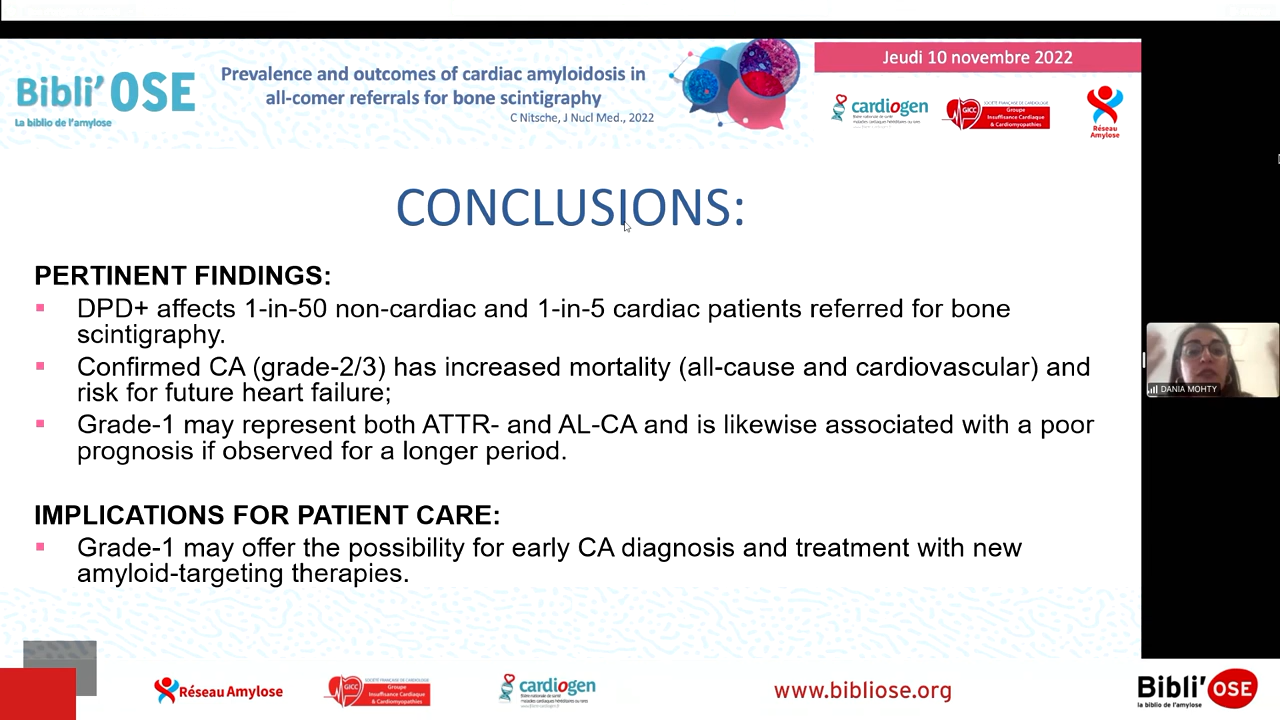 Bibli'OSE
La biblio de l'amylose
Prevalence and outcomes of cardiac amyloidosis in
all-comer referrals for bone scintigraphy
C Nitsche, J Nucl Med., 2022
Jeudi 10 novembre 2022
cardiogen
GICC
SOCIÉTÉ FRANÇAISE DE CARDIOLOGIE
Groupe
Insuffisance Cardiaque
& Cardiomyopathies
Réseau
Amylose
CONCLUSIONS:
PERTINENT FINDINGS:
DPD+ affects 1-in-50 non-cardiac and 1-in-5 cardiac patients referred for bone
scintigraphy.
Confirmed CA (grade-2/3) has increased mortality (all-cause and cardiovascular) and
risk for future heart failure;
Grade-1 may represent both ATTR- and AL-CA and is likewise associated with a poor
prognosis if observed for a longer period.
IMPLICATIONS FOR PATIENT CARE:
Grade-1 may offer the possibility for early CA diagnosis and treatment with new
amyloid-targeting therapies.
DANIA MOHTY
Réseau Amylose
GICC
Groupe
Insuffisance Cardiaque
& Cardiomyopathies
cardiogen
www.bibliose.org
Bibli'OSE
la biblio de l'amylose